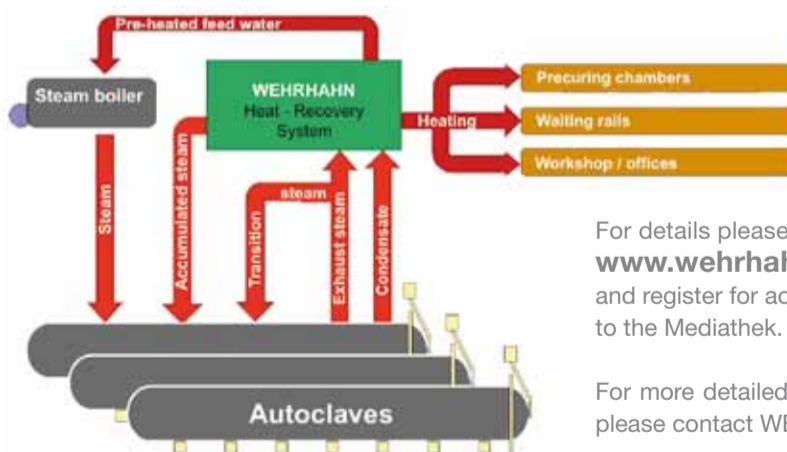 Pre-heated feed water
Steam boiler
WEHRHAHN
Heat - Recovery
System
Heating
Precuring chambers
Waiting rails
Workshop / offices
Steam
Accumulated steam
Transition
steam
Exhaust steam
Condensate
Autoclaves
For details please
www.wehrhah
and register for ac
to the Mediathek.
For more detailed
please contact WE